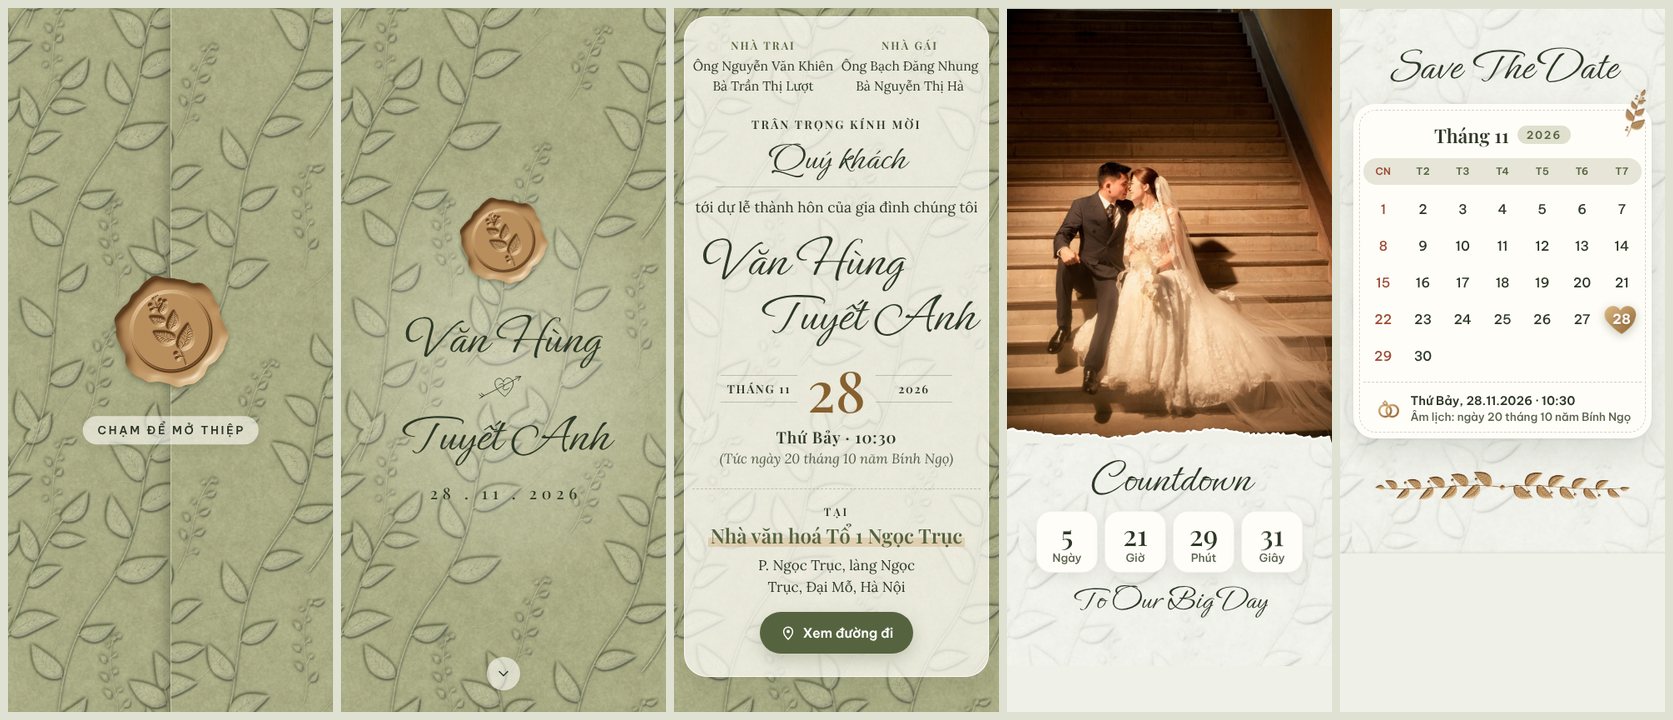 CHẠM ĐỂ MỞ THIỆP
Văn Hùng
Tuyết Anh
28 . 11 . 2026
NHÀ TRAI
Ông Nguyễn Văn Khiên
Bà Trần Thị Lượt
NHÀ GÁI
Ông Bạch Đăng Nhung
Bà Nguyễn Thị Hà
TRÂN TRỌNG KÍNH MỜI
Quý khách
tới dự lễ thành hôn của gia đình chúng tôi
Văn Hùng
Tuyết Anh
THÁNG 11 28 2026
Thứ Bảy · 10:30
(Tức ngày 20 tháng 10 năm Bính Ngọ)
TẠI
Nhà văn hoá Tổ 1 Ngọc Trục
P. Ngọc Trục, làng Ngọc
Trục, Đại Mỗ, Hà Nội
Xem đường đi
Countdown
5 21 29 31
Ngày Giờ Phút Giây
To Our Big Day
Save The Date
Tháng 11 2026
CN T2 T3 T4 T5 T6 T7
1 2 3 4 5 6 7
8 9 10 11 12 13 14
15 16 17 18 19 20 21
22 23 24 25 26 27 28
29 30
Thứ Bảy, 28.11.2026 · 10:30
Âm lịch: ngày 20 tháng 10 năm Bính Ngọ